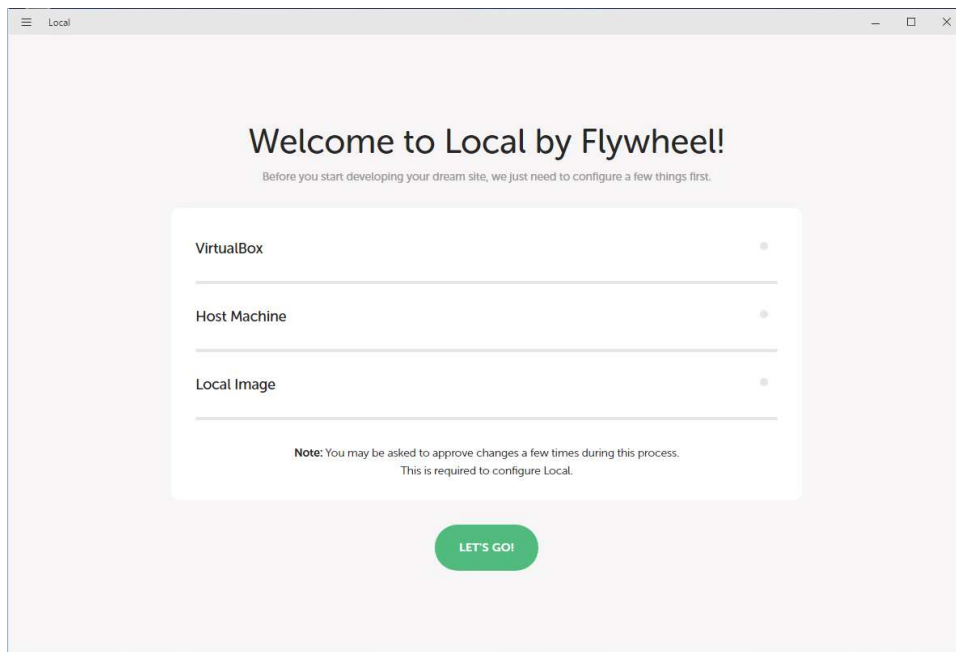 Local
Welcome to Local by Flywheel!
Before you start developing your dream site, we just need to configure a few things first.
VirtualBox
Host Machine
Local Image
Note: You may be asked to approve changes a few times during this process.
This is required to configure Local.
LET'S GO!